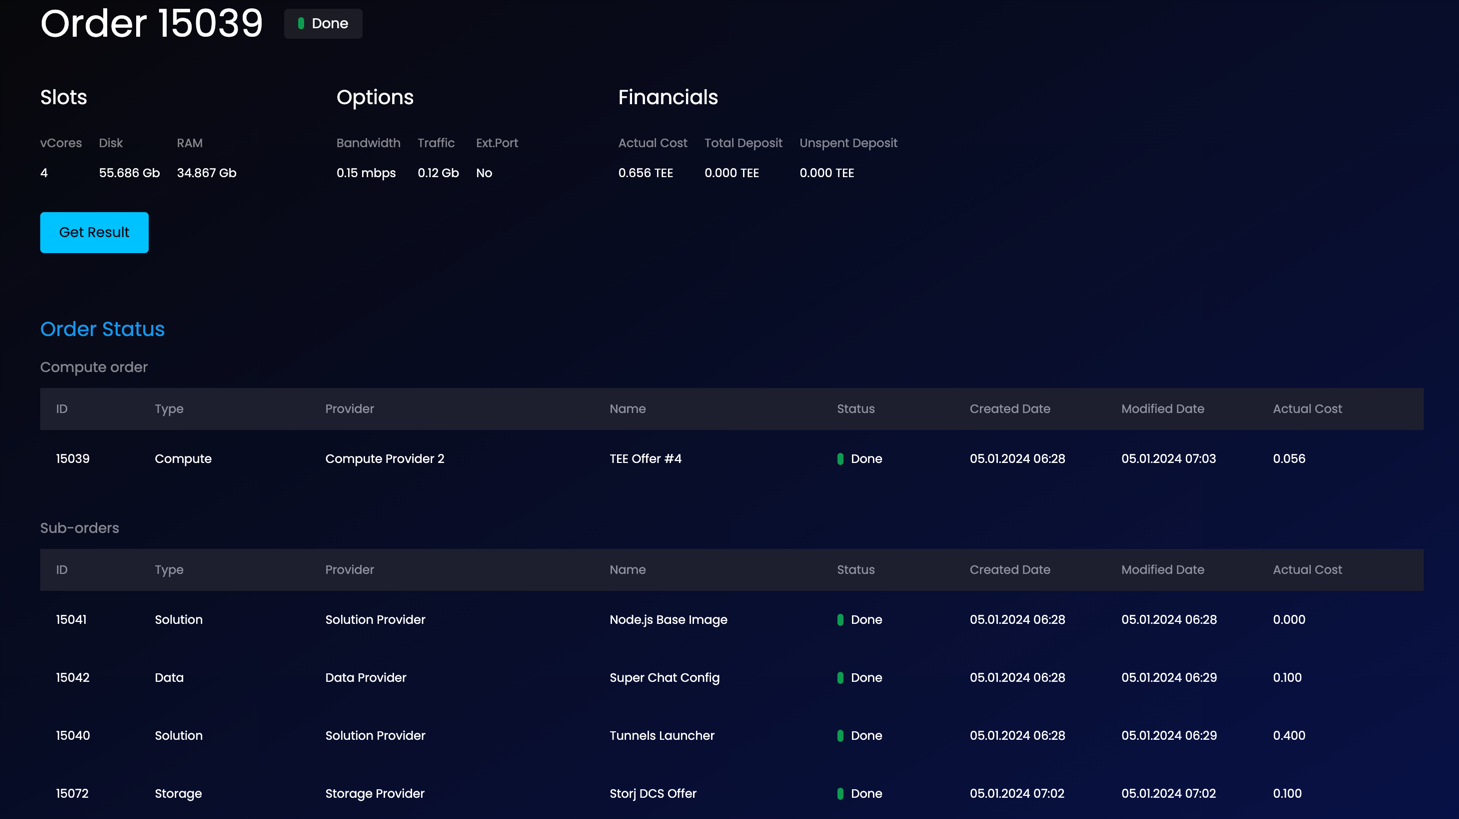 Order 15039 Done
Slots Options Financials
vCores Disk RAM Bandwidth Traffic Ext.Port Actual Cost Total Deposit Unspent Deposit
4 55.686 Gb 34.867 Gb 0.15 mbps 0.12 Gb No 0.656 TEE 0.000 TEE 0.000 TEE
Get Result
Order Status
Compute order
ID Type Provider Name Status Created Date Modified Date Actual Cost
15039 Compute Compute Provider 2 TEE Offer #4 Done 05.01.2024 06:28 05.01.2024 07:03 0.056
Sub-orders
ID Type Provider Name Status Created Date Modified Date Actual Cost
15041 Solution Solution Provider Node.js Base Image Done 05.01.2024 06:28 05.01.2024 06:28 0.000
15042 Data Data Provider Super Chat Config Done 05.01.2024 06:28 05.01.2024 06:29 0.100
15040 Solution Solution Provider Tunnels Launcher Done 05.01.2024 06:28 05.01.2024 06:29 0.400
15072 Storage Storage Provider Storj DCS Offer Done 05.01.2024 07:02 05.01.2024 07:02 0.100